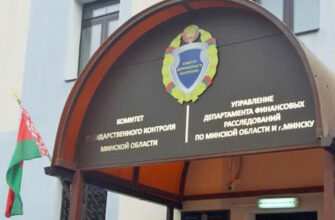 КОМИТЕТ
ГОСУДАРСТВЕННОГО КОНТРОЛЯ
МИНСКОЙ ОБЛАСТИ
УПРАВЛЕНИЕ
ДЕПАРТАМЕНТА ФИНАНСОВЫХ
РАССЛЕДОВАНИЙ
ПО МИНСКОЙ ОБЛАСТИ И г.МИНСКУ